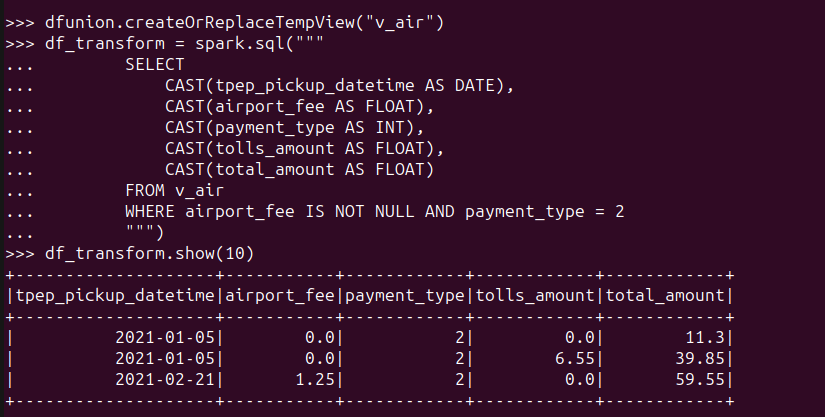 >>> dfunion.createOrReplaceTempView("v_air")
>>> df_transform = spark.sql("""
...         SELECT
...             CAST(tpep_pickup_datetime AS DATE),
...             CAST(airport_fee AS FLOAT),
...             CAST(payment_type AS INT),
...             CAST(tolls_amount AS FLOAT),
...             CAST(total_amount AS FLOAT)
...         FROM v_air
...         WHERE airport_fee IS NOT NULL AND payment_type = 2
...         """)
>>> df_transform.show(10)
+--------------------+-----------+------------+------------+------------+
|tpep_pickup_datetime|airport_fee|payment_type|tolls_amount|total_amount|
+--------------------+-----------+------------+------------+------------+
|          2021-01-05|        0.0|           2|         0.0|        11.3|
|          2021-01-05|        0.0|           2|        6.55|       39.85|
|          2021-02-21|       1.25|           2|         0.0|       59.55|
+--------------------+-----------+------------+------------+------------+